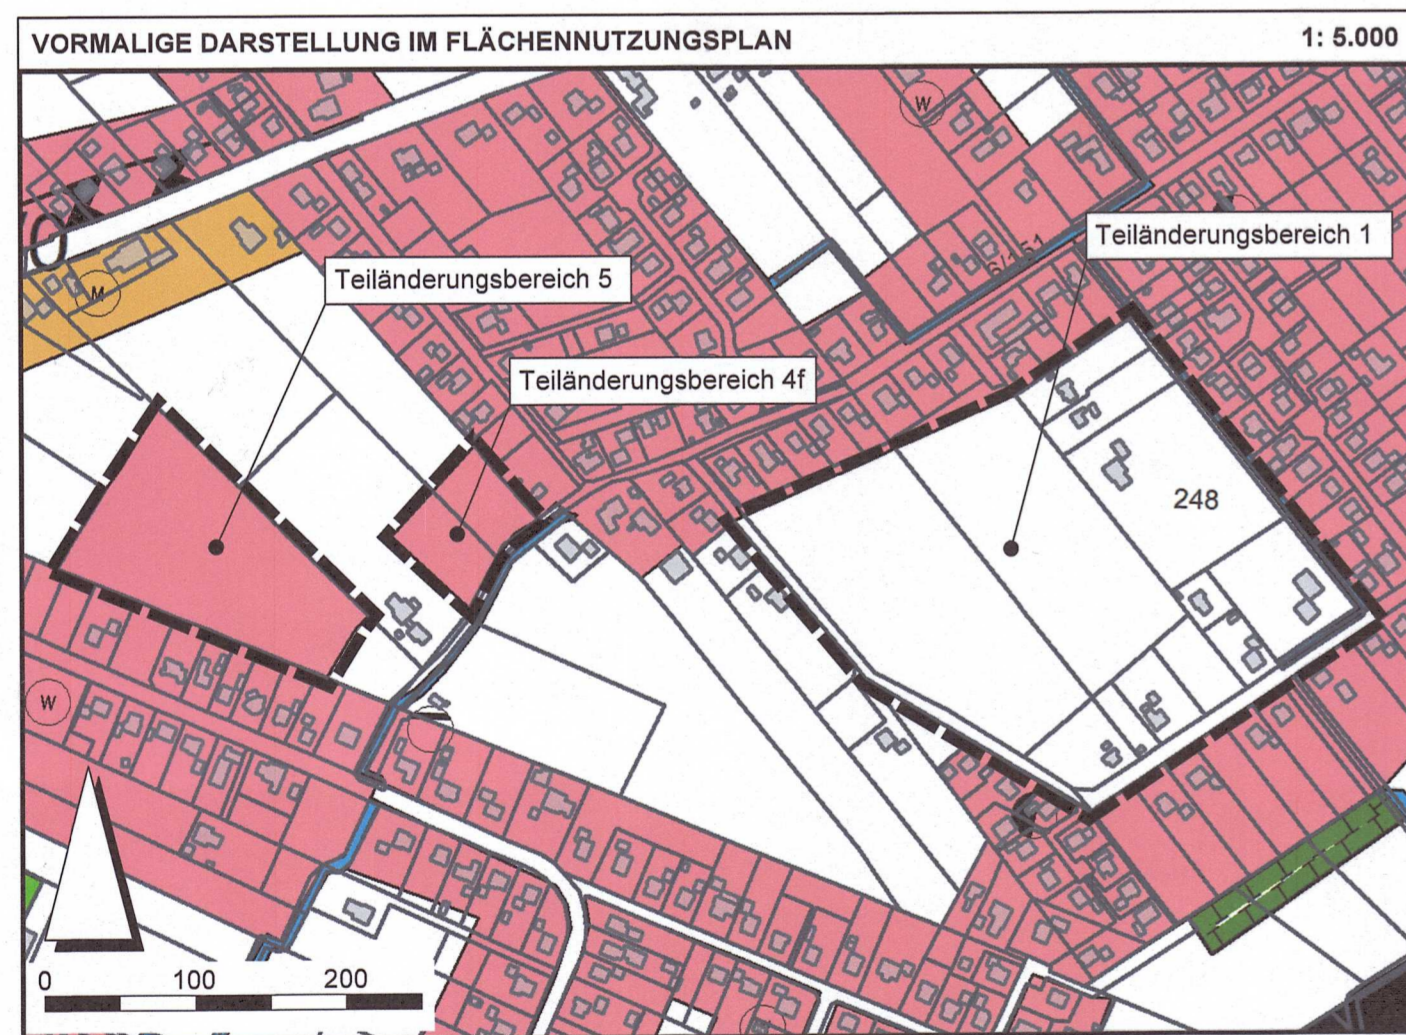 VORMALIGE DARSTELLUNG IM FLÄCHENNUTZUNGSPLAN 1: 5.000
W
Teiländerungsbereich 1
Teiländerungsbereich 5
M
Teiländerungsbereich 4f
248
W
0 100 200